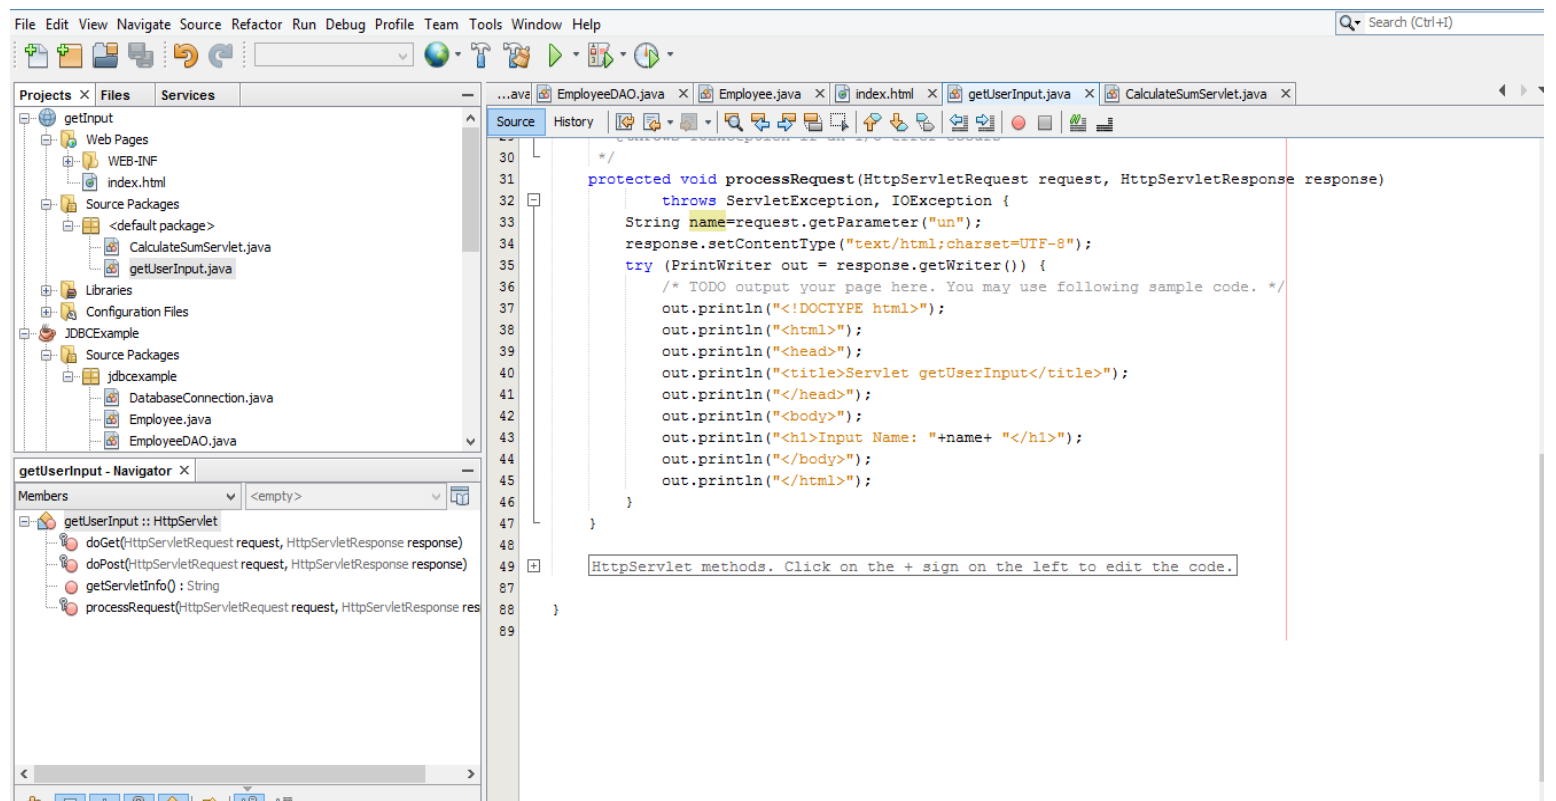 File Edit View Navigate Source Refactor Run Debug Profile Team Tools Window Help
Search (Ctrl+I)
Projects Files Services
getInput
Web Pages
WEB-INF
index.html
Source Packages
<default package>
CalculateSumServlet.java
getUserInput.java
Libraries
Configuration Files
JDBCExample
Source Packages
jdbcexample
DatabaseConnection.java
Employee.java
EmployeeDAO.java
getUserInput - Navigator
Members <empty>
getUserInput :: HttpServlet
doGet(HttpServletRequest request, HttpServletResponse response)
doPost(HttpServletRequest request, HttpServletResponse response)
getServletInfo() : String
processRequest(HttpServletRequest request, HttpServletResponse res
...ava EmployeeDAO.java Employee.java index.html getUserInput.java CalculateSumServlet.java
Source History
30 */
31 protected void processRequest(HttpServletRequest request, HttpServletResponse response)
32 throws ServletException, IOException {
33 String name=request.getParameter("un");
34 response.setContentType("text/html;charset=UTF-8");
35 try (PrintWriter out = response.getWriter()) {
36 /* TODO output your page here. You may use following sample code. */
37 out.println("<!DOCTYPE html>");
38 out.println("<html>");
39 out.println("<head>");
40 out.println("<title>Servlet getUserInput</title>");
41 out.println("</head>");
42 out.println("<body>");
43 out.println("<h1>Input Name: "+name+ "</h1>");
44 out.println("</body>");
45 out.println("</html>");
46 }
47 }
48
49 HttpServlet methods. Click on the + sign on the left to edit the code.
87
88 }
89